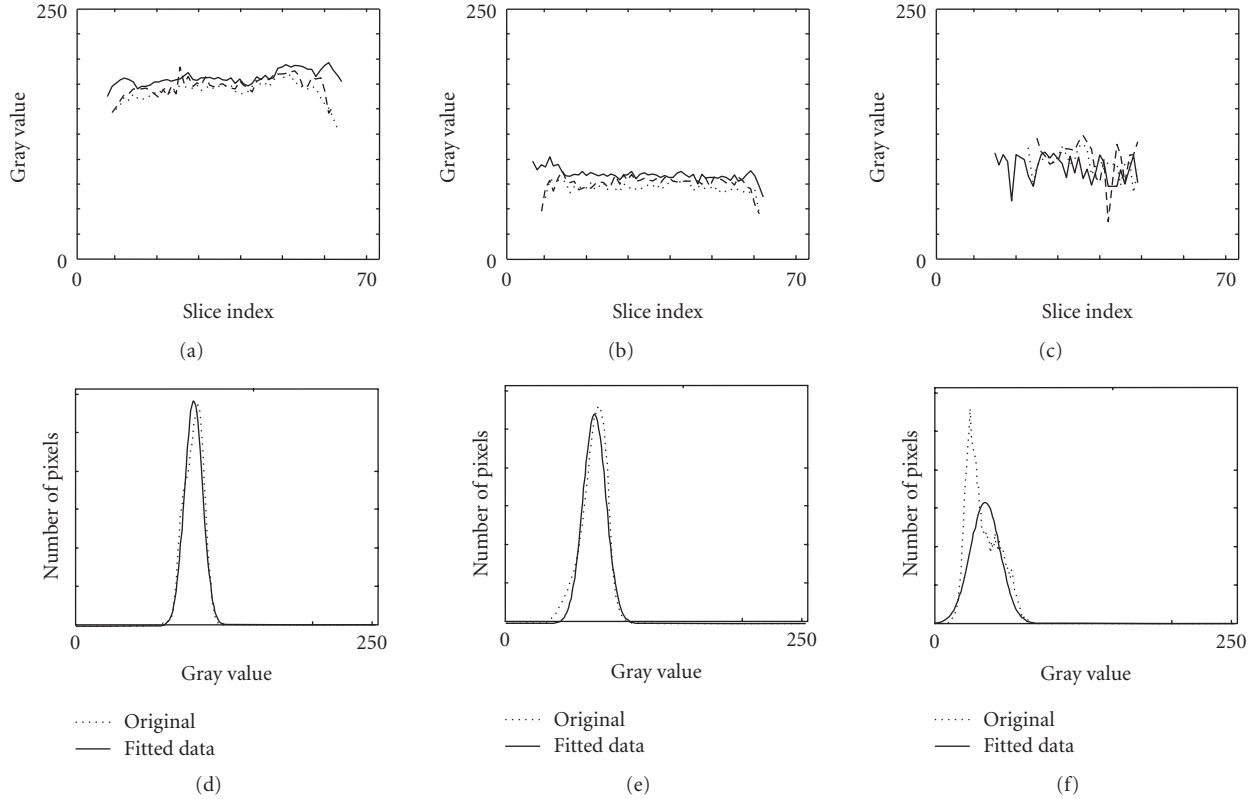 250
Gray value
0
0
70
Slice index
(a)
250
Gray value
0
0
70
Slice index
(b)
250
Gray value
0
0
70
Slice index
(c)
Number of pixels
0
250
Gray value
Original
Fitted data
(d)
Number of pixels
0
250
Gray value
Original
Fitted data
(e)
Number of pixels
0
250
Gray value
Original
Fitted data
(f)